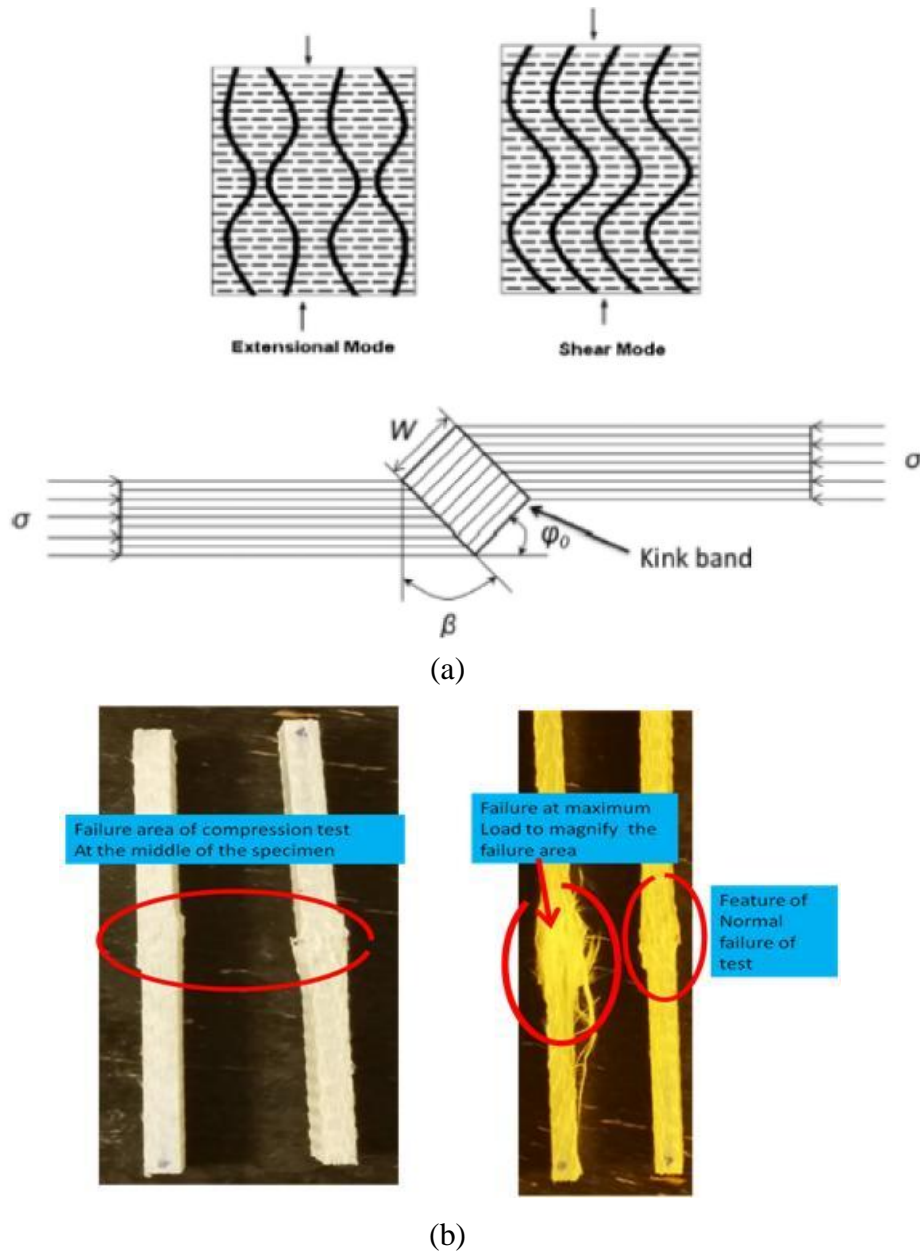 Extensional Mode
Shear Mode
W
σ
σ
φ₀
Kink band
β
(a)
Failure area of compression test
At the middle of the specimen
Failure at maximum
Load to magnify the
failure area
Feature of
Normal
failure of
test
(b)